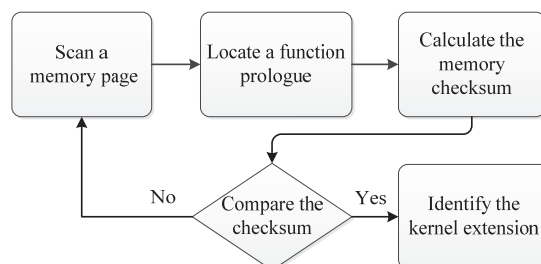 Scan a
memory page
Locate a function
prologue
Calculate the
memory
checksum
No
Compare the
checksum
Yes
Identify the
kernel extension